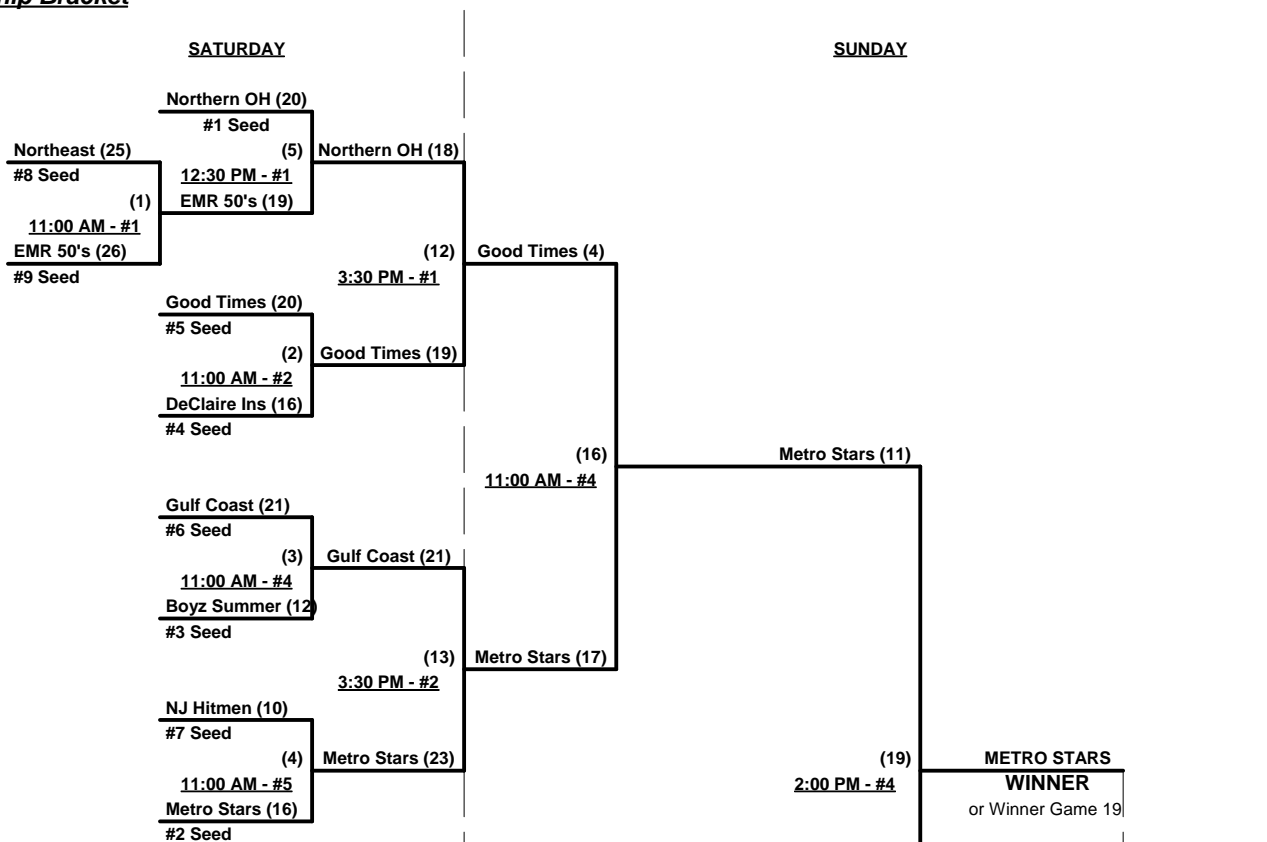 Bracket
SATURDAY
SUNDAY
Northern OH (20)
#1 Seed
Northeast (25)
(5)
Northern OH (18)
#8 Seed
12:30 PM - #1
(1)
EMR 50's (19)
11:00 AM - #1
EMR 50's (26)
(12)
Good Times (4)
#9 Seed
3:30 PM - #1
Good Times (20)
#5 Seed
(2)
Good Times (19)
11:00 AM - #2
DeClaire Ins (16)
#4 Seed
(16)
Metro Stars (11)
11:00 AM - #4
Gulf Coast (21)
#6 Seed
(3)
Gulf Coast (21)
11:00 AM - #4
Boyz Summer (12)
#3 Seed
(13)
Metro Stars (17)
3:30 PM - #2
NJ Hitmen (10)
#7 Seed
(4)
Metro Stars (23)
(19)
METRO STARS
11:00 AM - #5
2:00 PM - #4
WINNER
Metro Stars (16)
or Winner Game 19
#2 Seed